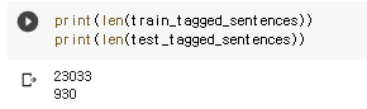 print(len(train_tagged_sentences))
print(len(test_tagged_sentences))
23033
930